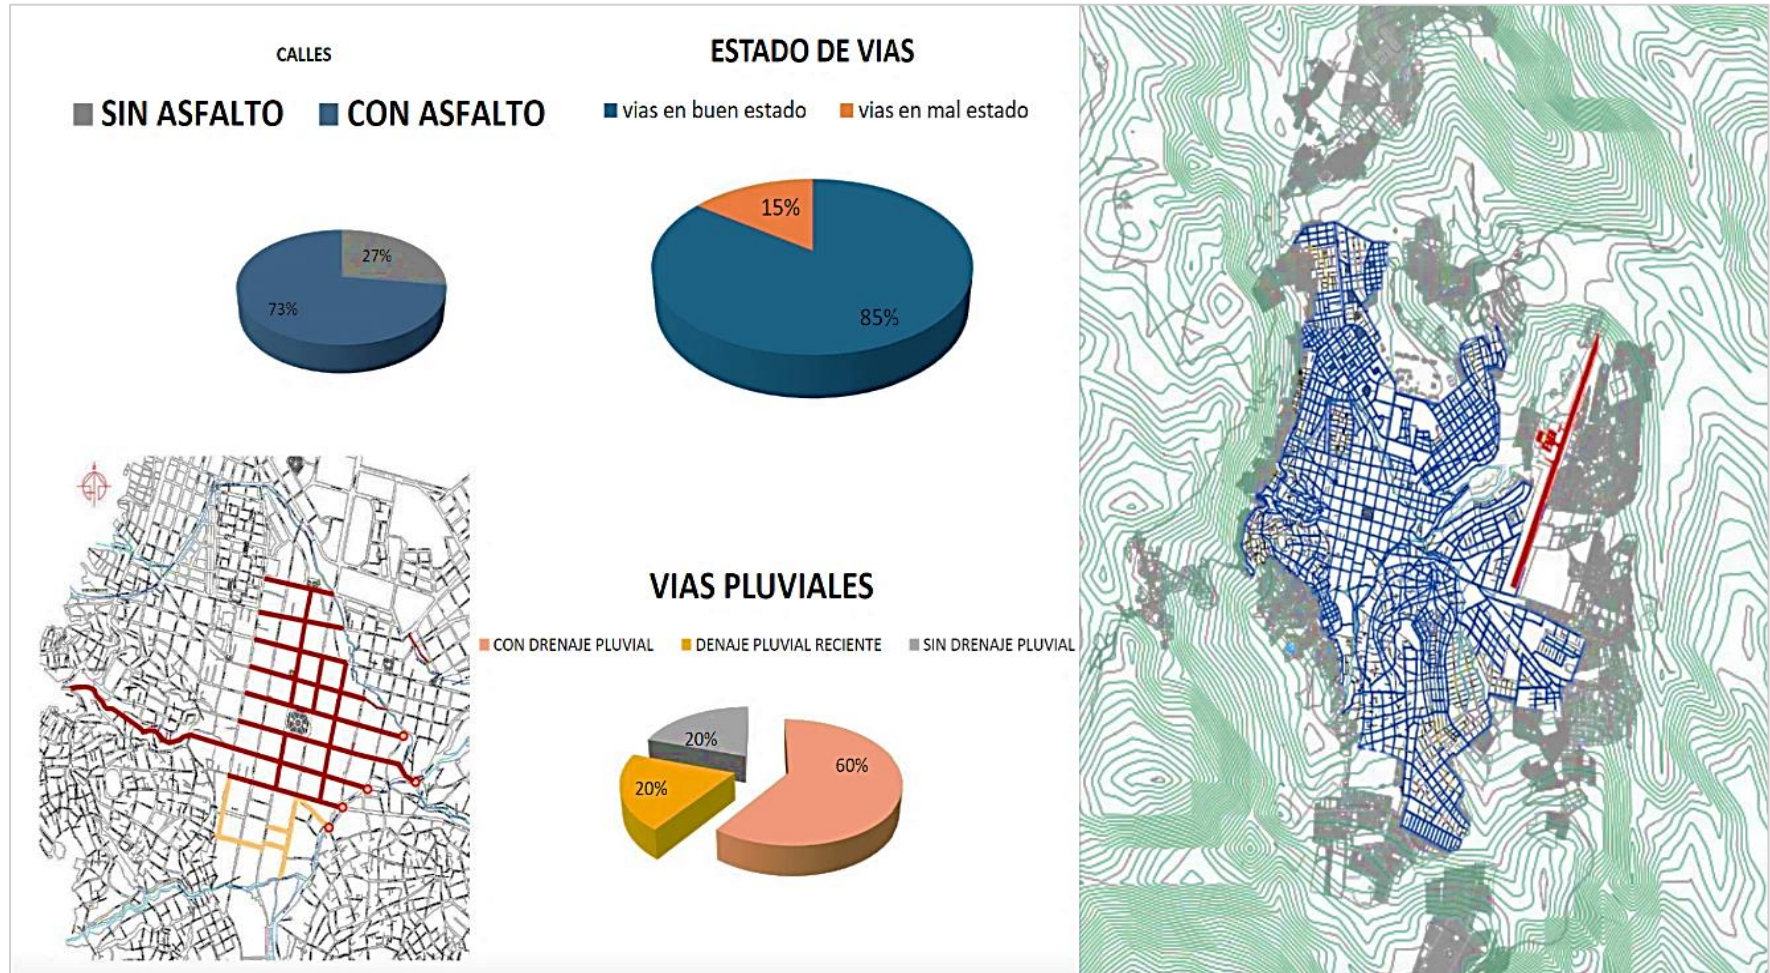 CALLES
SIN ASFALTO CON ASFALTO
27%
73%
ESTADO DE VIAS
vias en buen estado vias en mal estado
15%
85%
VIAS PLUVIALES
CON DRENAJE PLUVIAL DENAJE PLUVIAL RECIENTE SIN DRENAJE PLUVIAL
20%
60%
20%